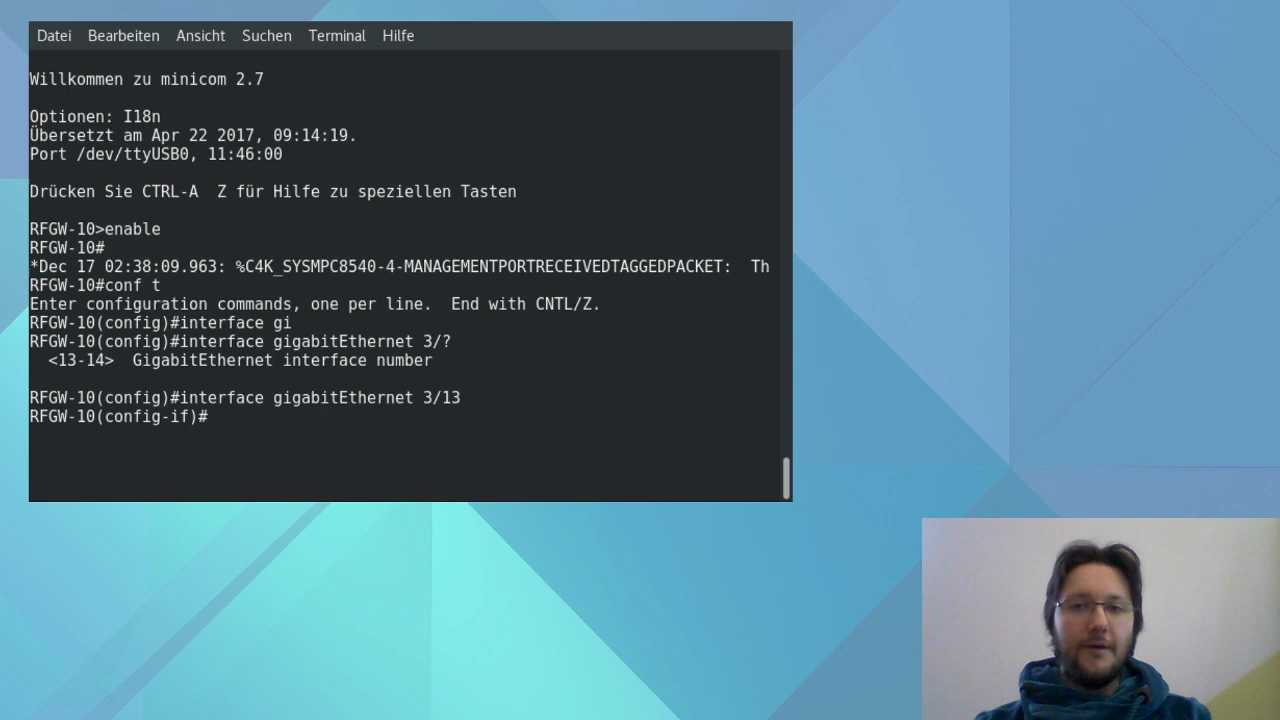 Datei Bearbeiten Ansicht Suchen Terminal Hilfe
Willkommen zu minicom 2.7
Optionen: I18n
Übersetzt am Apr 22 2017, 09:14:19.
Port /dev/ttyUSB0, 11:46:00
Drücken Sie CTRL-A  Z für Hilfe zu speziellen Tasten
RFGW-10>enable
RFGW-10#
*Dec 17 02:38:09.963: %C4K_SYSMPC8540-4-MANAGEMENTPORTRECEIVEDTAGGEDPACKET:  Th
RFGW-10#conf t
Enter configuration commands, one per line.  End with CNTL/Z.
RFGW-10(config)#interface gi
RFGW-10(config)#interface gigabitEthernet 3/?
  <13-14>  GigabitEthernet interface number
RFGW-10(config)#interface gigabitEthernet 3/13
RFGW-10(config-if)#